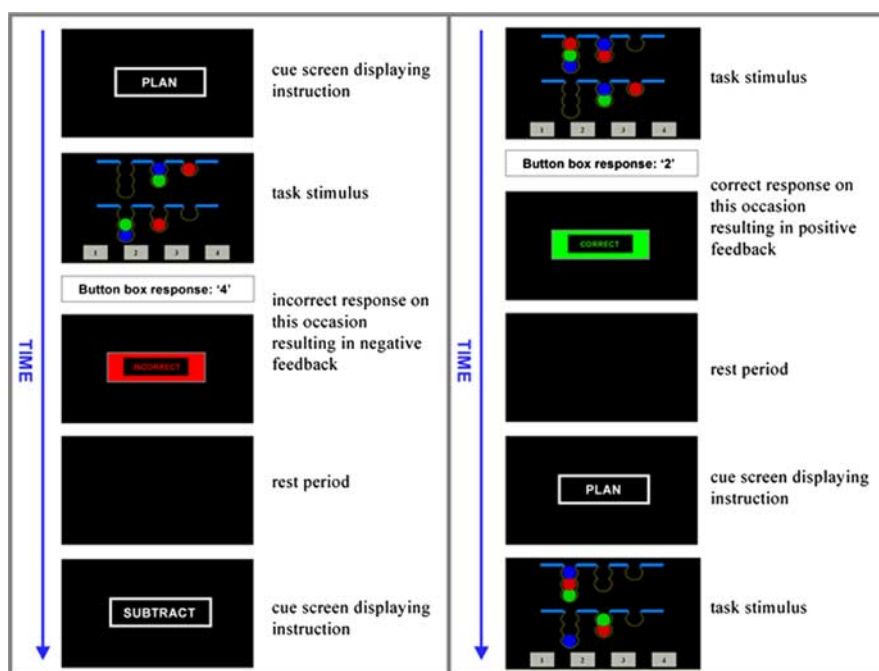 PLAN
cue screen displaying
instruction
task stimulus
1 2 3 4
Button box response: '4'
incorrect response on
this occasion
resulting in negative
feedback
INCORRECT
rest period
SUBTRACT
cue screen displaying
instruction
TIME
task stimulus
1 2 3 4
Button box response: '2'
correct response on
this occasion
resulting in positive
feedback
CORRECT
rest period
PLAN
cue screen displaying
instruction
task stimulus
1 2 3 4
TIME